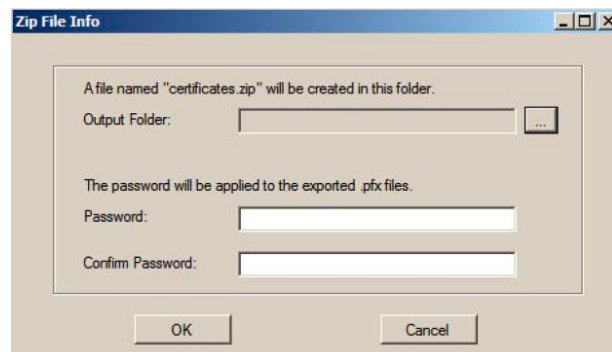 Zip File Info
A file named "certificates.zip" will be created in this folder.
Output Folder:
...
The password will be applied to the exported .pfx files.
Password:
Confirm Password:
OK Cancel